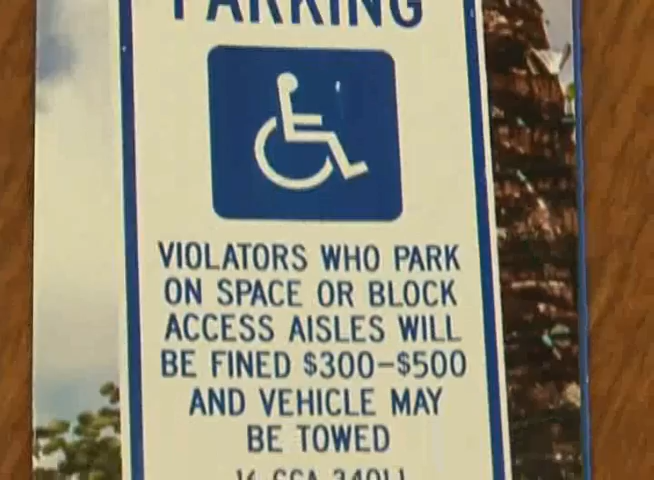 PARKING
VIOLATORS WHO PARK
ON SPACE OR BLOCK
ACCESS AISLES WILL
BE FINED $300-$500
AND VEHICLE MAY
BE TOWED